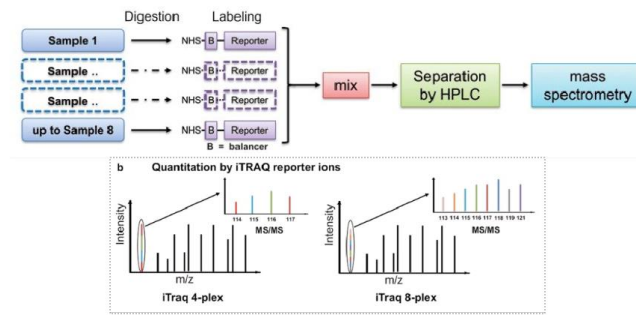 Digestion Labeling
Sample 1 NHS-B-Reporter
Sample .. NHS-B-Reporter
Sample .. NHS-B-Reporter
up to Sample 8 NHS-B-Reporter
B = balancer
mix
Separation
by HPLC
mass
spectrometry
b Quantitation by iTRAQ reporter ions
Intensity
114 115 116 117
MS/MS
m/z
iTraq 4-plex
Intensity
113 114 115 116 117 118 119 121
MS/MS
m/z
iTraq 8-plex